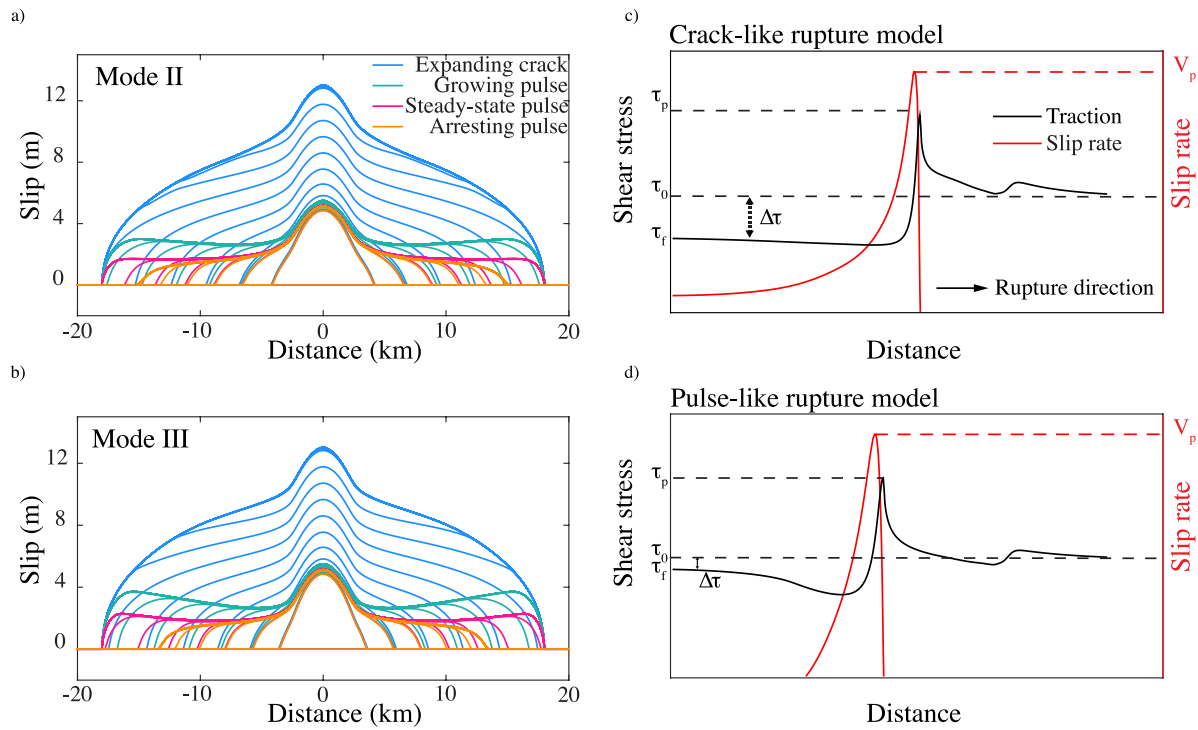 a)
Mode II
Expanding crack
Growing pulse
Steady-state pulse
Arresting pulse
12
8
4
0
Slip (m)
-20
-10
0
10
20
Distance (km)
b)
Mode III
12
8
4
0
Slip (m)
-20
-10
0
10
20
Distance (km)
c)
Crack-like rupture model
τp
τ0
τf
Δτ
Shear stress
Traction
Slip rate
Rupture direction
Vp
Slip rate
Distance
d)
Pulse-like rupture model
τp
τ0
τf
Δτ
Shear stress
Vp
Slip rate
Distance